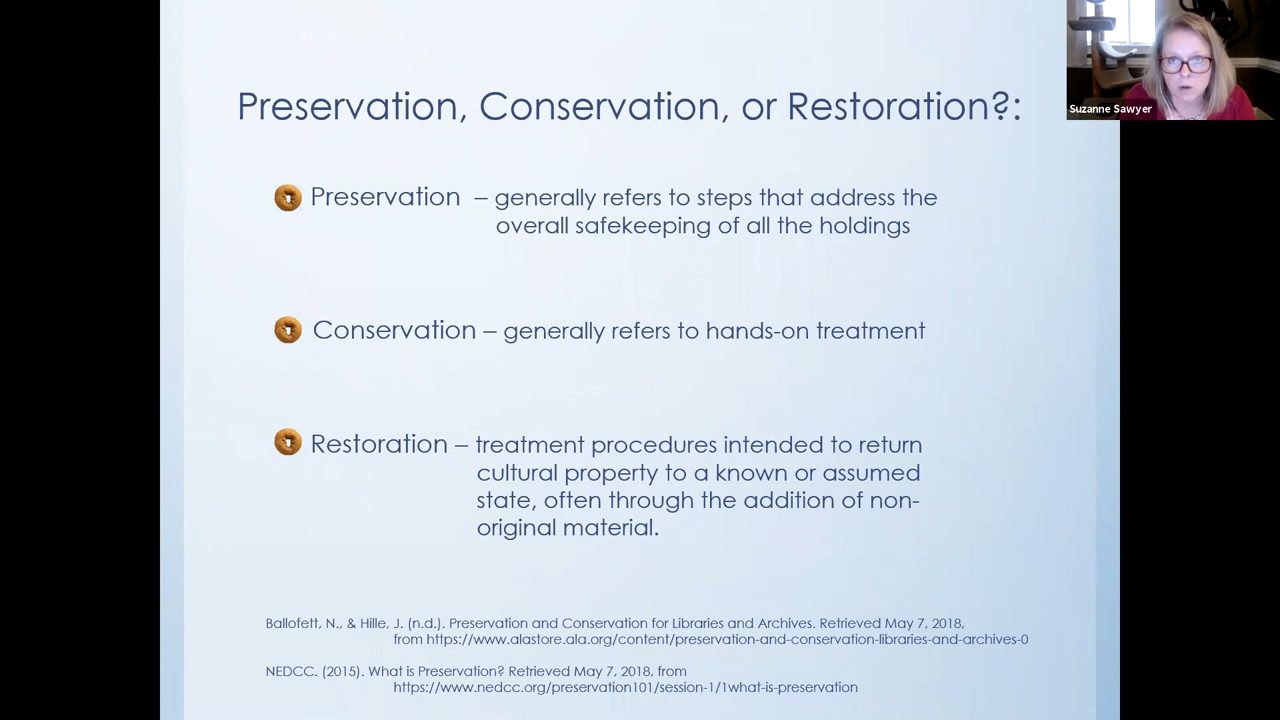 Preservation, Conservation, or Restoration?:
Suzanne Sawyer
Preservation – generally refers to steps that address the
overall safekeeping of all the holdings
Conservation – generally refers to hands-on treatment
Restoration – treatment procedures intended to return
cultural property to a known or assumed
state, often through the addition of non-
original material.
Ballofett, N., & Hille, J. (n.d.). Preservation and Conservation for Libraries and Archives. Retrieved May 7, 2018,
from https://www.alastore.ala.org/content/preservation-and-conservation-libraries-and-archives-0
NEDCC. (2015). What is Preservation? Retrieved May 7, 2018, from
https://www.nedcc.org/preservation101/session-1/1what-is-preservation